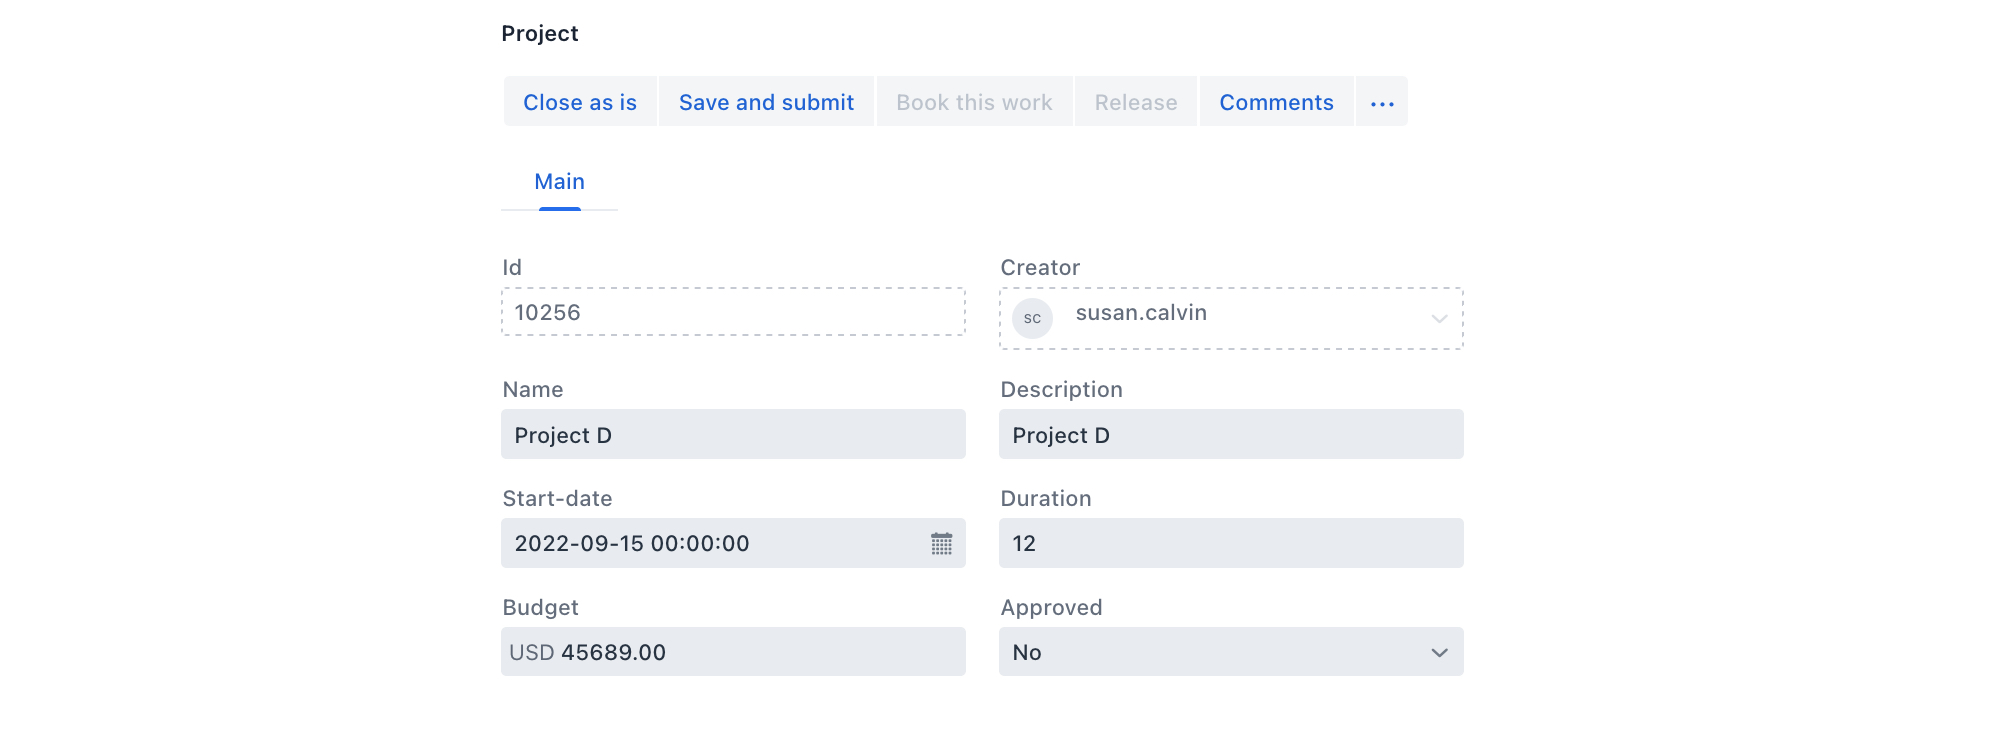 Project
Close as is Save and submit Book this work Release Comments ...
Main
Id Creator
10256 SC susan.calvin
Name Description
Project D Project D
Start-date Duration
2022-09-15 00:00:00 12
Budget Approved
USD 45689.00 No